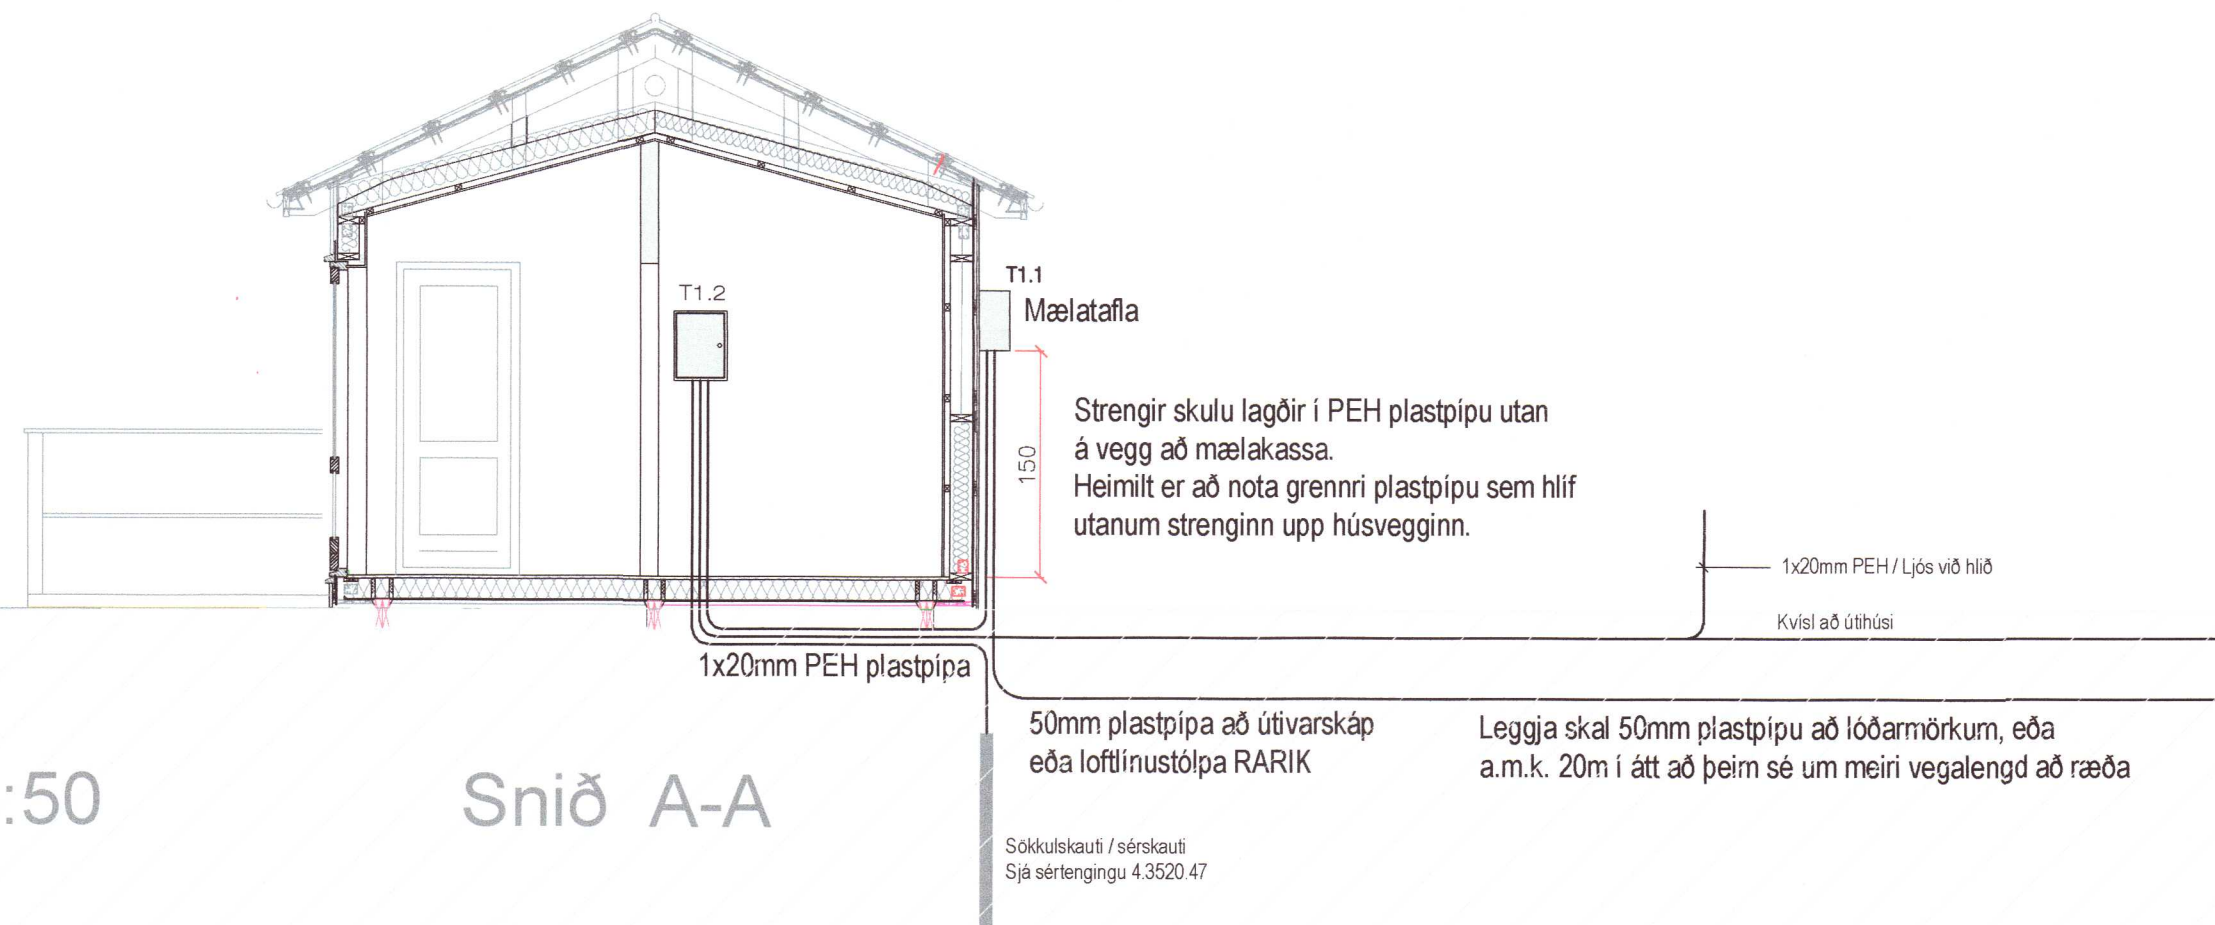 T1.1
T1.2
Mælatafla
150
Strengir skulu lagðir í PEH plastpípu utan
á vegg að mælakassa.
Heimilt er að nota grennri plastpípu sem hlíf
utanum strenginn upp húsvegginn.
1x20mm PEH / Ljós við hlið
Kvísl að útihúsi
1x20mm PEH plastpípa
50mm plastpípa að útivarskáp
eða loftlínustólpa RARIK
Leggja skal 50mm plastpípu að lóðarmörkum, eða
a.m.k. 20m í átt að þeim sé um meiri vegalengd að ræða
:50
Snið A-A
Sökkulskauti / sérskauti
Sjá sértengingu 4.3520.47